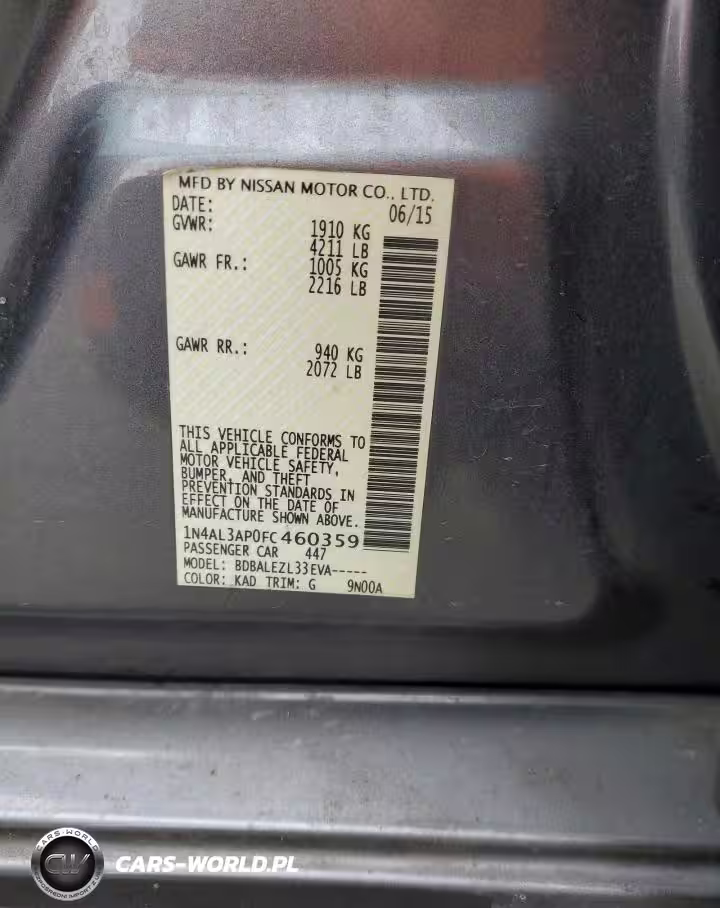 MFD BY NISSAN MOTOR CO., LTD.
DATE: 06/15
GVWR: 1910 KG
4211 LB
GAWR FR.: 1005 KG
2216 LB
GAWR RR.: 940 KG
2072 LB
THIS VEHICLE CONFORMS TO
ALL APPLICABLE FEDERAL
MOTOR VEHICLE SAFETY,
BUMPER, AND THEFT
PREVENTION STANDARDS IN
EFFECT ON THE DATE OF
MANUFACTURE SHOWN ABOVE.
1N4AL3AP0FC460359
PASSENGER CAR 447
MODEL: BDBALEZL33EVA-----
COLOR: KAD TRIM: G 9N00A
CARS-WORLD
CW
CARS-WORLD.PL